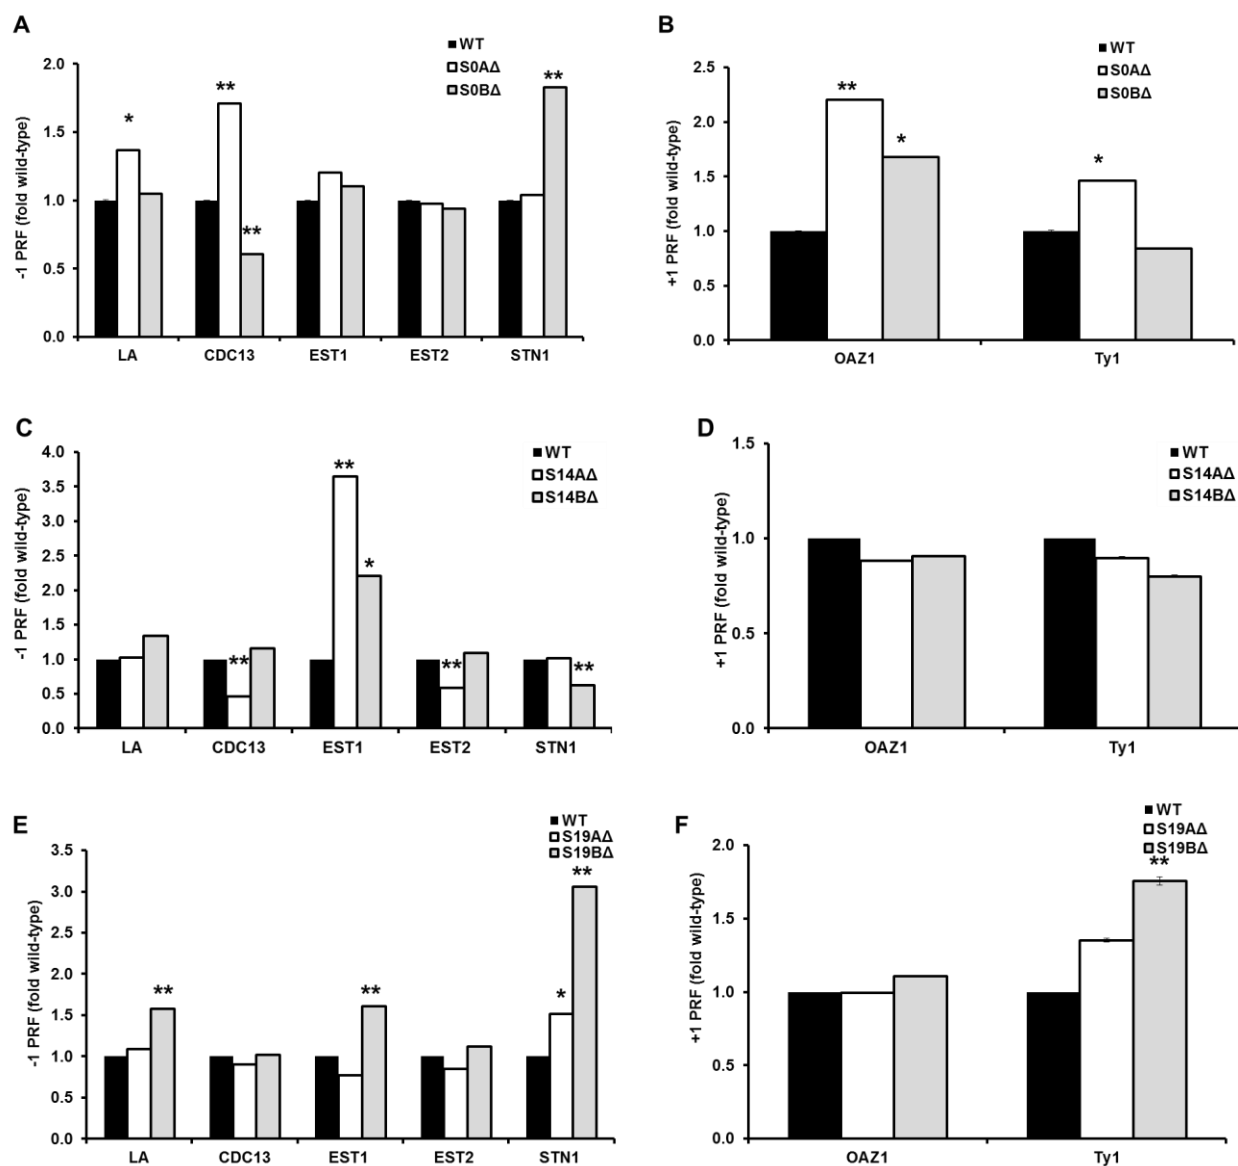 A
WT
S0AΔ
S0BΔ
-1 PRF (fold wild-type)
2.0
1.5
1.0
0.5
0.0
*
**
**
**
LA CDC13 EST1 EST2 STN1
B
WT
S0AΔ
S0BΔ
+1 PRF (fold wild-type)
2.5
2.0
1.5
1.0
0.5
0.0
**
*
*
OAZ1 Ty1
C
WT
S14AΔ
S14BΔ
-1 PRF (fold wild-type)
4.0
3.5
3.0
2.5
2.0
1.5
1.0
0.5
0.0
**
**
*
**
**
LA CDC13 EST1 EST2 STN1
D
WT
S14AΔ
S14BΔ
+1 PRF (fold wild-type)
1.5
1.0
0.5
0.0
OAZ1 Ty1
E
WT
S19AΔ
S19BΔ
-1 PRF (fold wild-type)
3.5
3.0
2.5
2.0
1.5
1.0
0.5
0.0
**
**
*
**
LA CDC13 EST1 EST2 STN1
F
WT
S19AΔ
S19BΔ
+1 PRF (fold wild-type)
2.0
1.5
1.0
0.5
0.0
**
OAZ1 Ty1